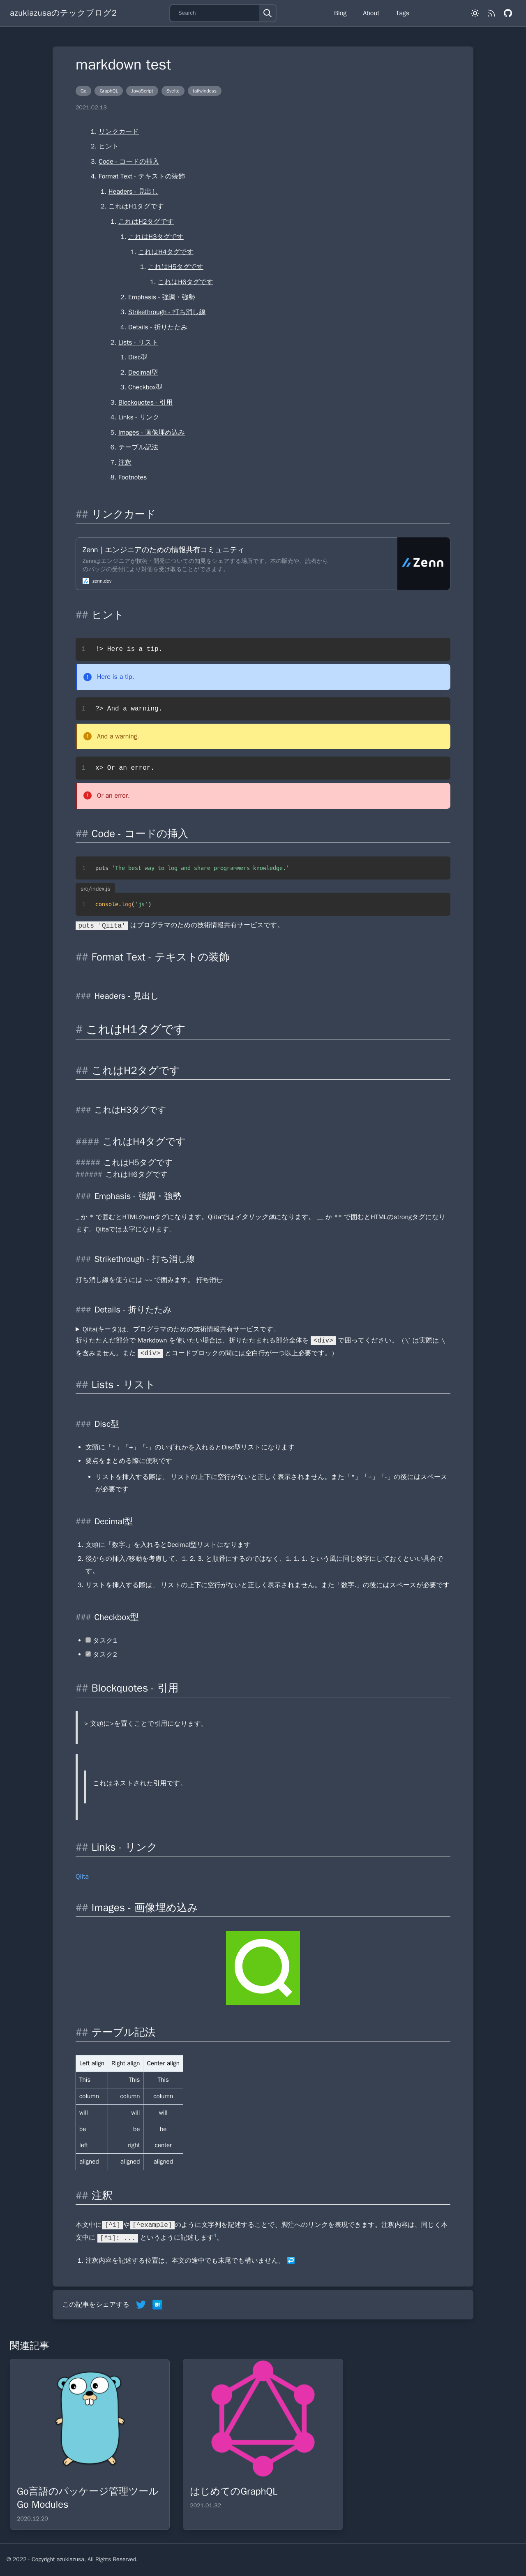 azukiazusaのテックブログ2
Search
Blog
About
Tags
markdown test
Go
GraphQL
JavaScript
Svelte
tailwindcss
2021.02.13
1. リンクカード
2. ヒント
3. Code - コードの挿入
4. Format Text - テキストの装飾
1. Headers - 見出し
2. これはH1タグです
1. これはH2タグです
1. これはH3タグです
1. これはH4タグです
1. これはH5タグです
1. これはH6タグです
2. Emphasis - 強調・強勢
3. Strikethrough - 打ち消し線
4. Details - 折りたたみ
2. Lists - リスト
1. Disc型
2. Decimal型
3. Checkbox型
3. Blockquotes - 引用
4. Links - リンク
5. Images - 画像埋め込み
6. テーブル記法
7. 注釈
8. Footnotes
## リンクカード
Zenn｜エンジニアのための情報共有コミュニティ
Zennはエンジニアが技術・開発についての知見をシェアする場所です。本の販売や、読者から
のバッジの受付により対価を受け取ることができます。
zenn.dev
Zenn
## ヒント
1 !> Here is a tip.
Here is a tip.
1 ?> And a warning.
And a warning.
1 x> Or an error.
Or an error.
## Code - コードの挿入
1 puts 'The best way to log and share programmers knowledge.'
src/index.js
1 console.log('js')
puts 'Qiita' はプログラマのための技術情報共有サービスです。
## Format Text - テキストの装飾
### Headers - 見出し
# これはH1タグです
## これはH2タグです
### これはH3タグです
#### これはH4タグです
##### これはH5タグです
###### これはH6タグです
### Emphasis - 強調・強勢
_ か * で囲むとHTMLのemタグになります。Qiitaではイタリック体になります。 __ か ** で囲むとHTMLのstrongタグになり
ます。Qiitaでは太字になります。
### Strikethrough - 打ち消し線
打ち消し線を使うには ~~ で囲みます。 打ち消し
### Details - 折りたたみ
▶ Qiita(キータ)は、プログラマのための技術情報共有サービスです。
折りたたんだ部分で Markdown を使いたい場合は、折りたたまれる部分全体を <div> で囲ってください。（\` は実際は \
を含みません。また <div> とコードブロックの間には空白行が一つ以上必要です。）
## Lists - リスト
### Disc型
• 文頭に「*」「+」「-」のいずれかを入れるとDisc型リストになります
• 要点をまとめる際に便利です
• リストを挿入する際は、 リストの上下に空行がないと正しく表示されません。また「*」「+」「-」の後にはスペース
が必要です
### Decimal型
1. 文頭に「数字.」を入れるとDecimal型リストになります
2. 後からの挿入/移動を考慮して、1. 2. 3. と順番にするのではなく、1. 1. 1. という風に同じ数字にしておくといい具合で
す。
3. リストを挿入する際は、 リストの上下に空行がないと正しく表示されません。また「数字.」の後にはスペースが必要です
### Checkbox型
• タスク1
• タスク2
## Blockquotes - 引用
> 文頭に>を置くことで引用になります。
これはネストされた引用です。
## Links - リンク
Qiita
## Images - 画像埋め込み
## テーブル記法
Left align Right align Center align
This This This
column column column
will will will
be be be
left right center
aligned aligned aligned
## 注釈
本文中に[^1]や[^example]のように文字列を記述することで、脚注へのリンクを表現できます。注釈内容は、同じく本
文中に [^1]: ... というように記述します1。
1. 注釈内容を記述する位置は、本文の途中でも末尾でも構いません。 ↩
この記事をシェアする
B!
関連記事
Go言語のパッケージ管理ツール
Go Modules
2020.12.20
はじめてのGraphQL
2021.01.32
© 2022 - Copyright azukiazusa. All Rights Reserved.